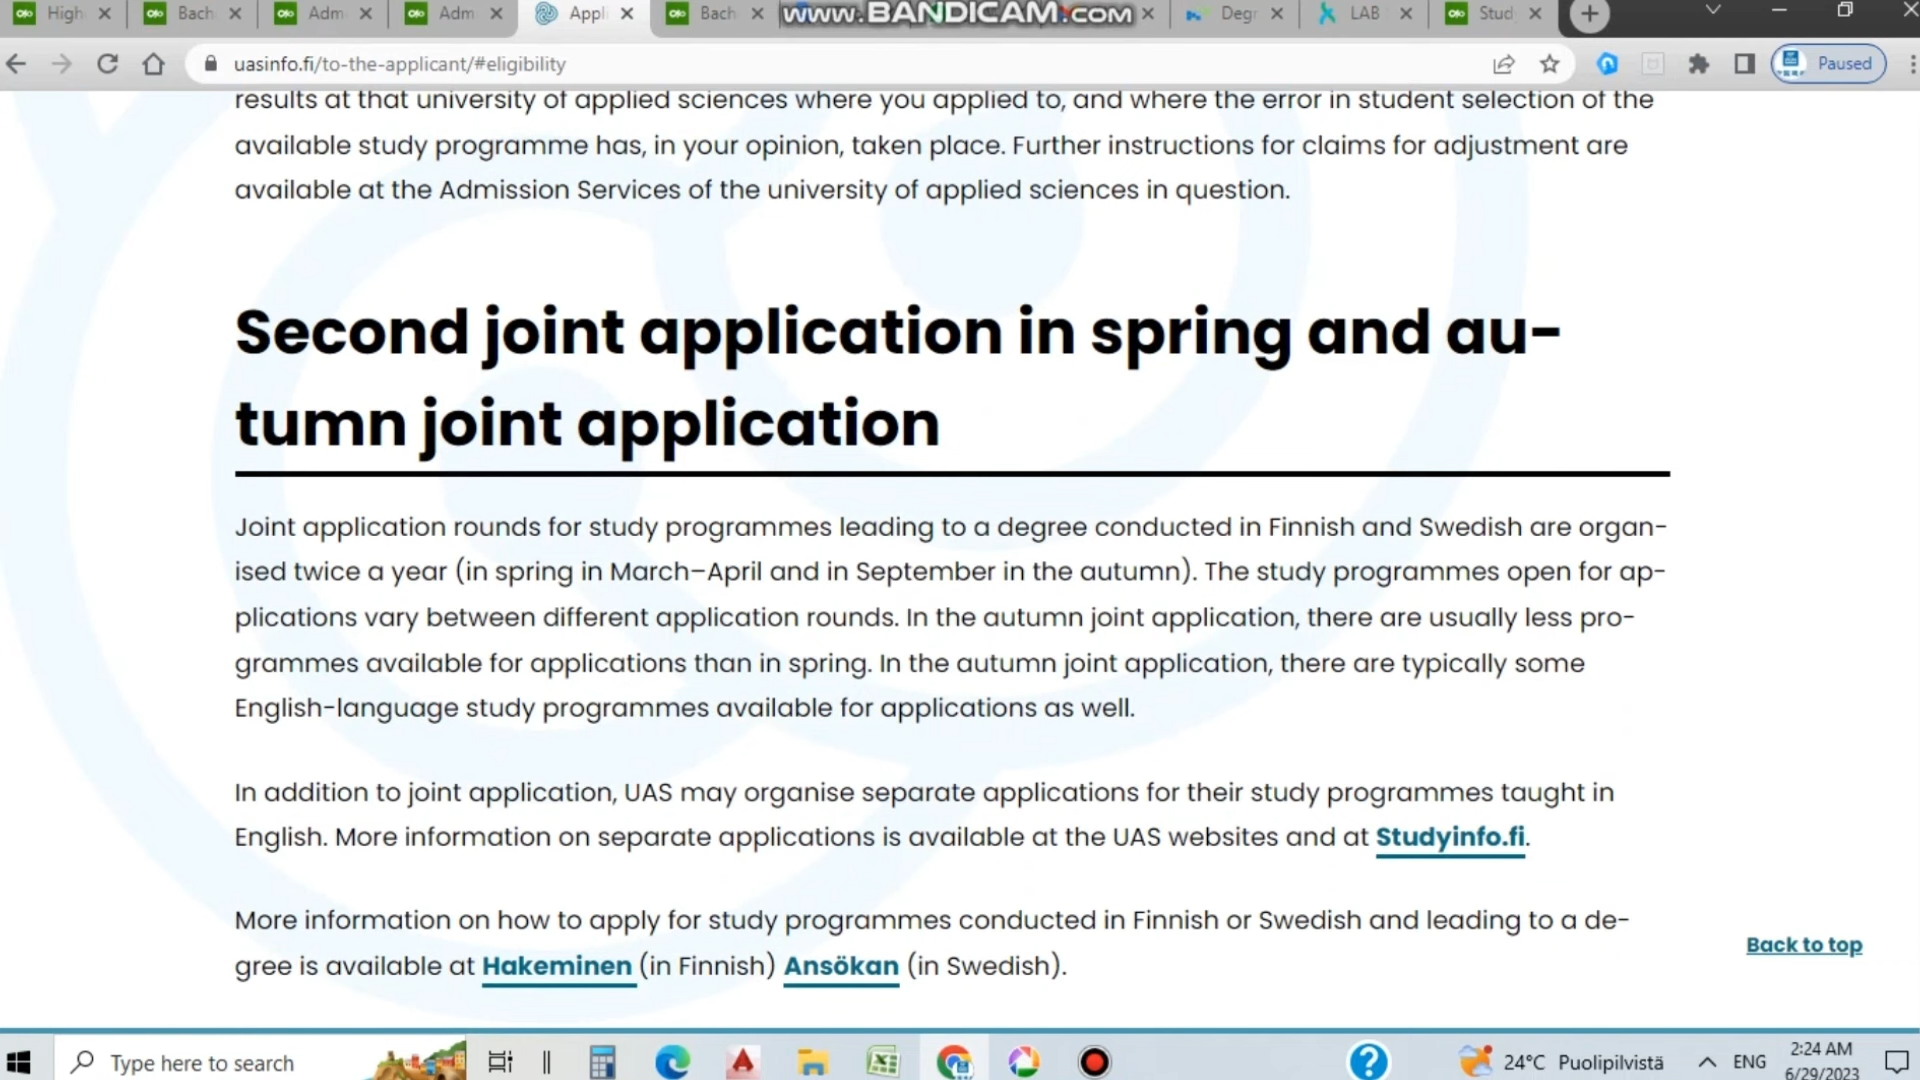 High
Bach
Adm
Adm
Appli
Bach
www.BANDICAM.com
Degr
LAB
Stud
uasinfo.fi/to-the-applicant/#eligibility
Paused
results at that university of applied sciences where you applied to, and where the error in student selection of the
available study programme has, in your opinion, taken place. Further instructions for claims for adjustment are
available at the Admission Services of the university of applied sciences in question.
Second joint application in spring and au-
tumn joint application
Joint application rounds for study programmes leading to a degree conducted in Finnish and Swedish are organ-
ised twice a year (in spring in March–April and in September in the autumn). The study programmes open for ap-
plications vary between different application rounds. In the autumn joint application, there are usually less pro-
grammes available for applications than in spring. In the autumn joint application, there are typically some
English-language study programmes available for applications as well.
In addition to joint application, UAS may organise separate applications for their study programmes taught in
English. More information on separate applications is available at the UAS websites and at Studyinfo.fi.
More information on how to apply for study programmes conducted in Finnish or Swedish and leading to a de-
gree is available at Hakeminen (in Finnish) Ansökan (in Swedish).
Back to top
Type here to search
24°C Puolipilvistä
ENG
2:24 AM
6/29/2023